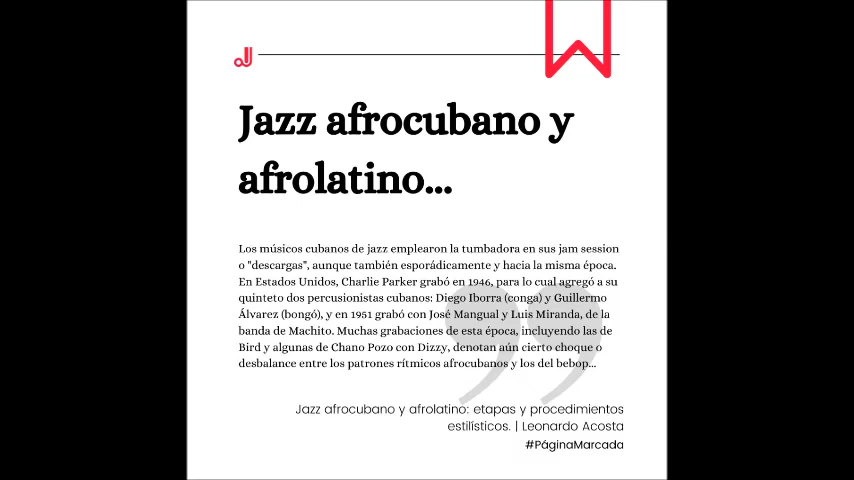 Jazz afrocubano y
afrolatino...
Los músicos cubanos de jazz emplearon la tumbadora en sus jam session
o "descargas", aunque también esporádicamente y hacia la misma época.
En Estados Unidos, Charlie Parker grabó en 1946, para lo cual agregó a su
quinteto dos percusionistas cubanos: Diego Iborra (conga) y Guillermo
Álvarez (bongó), y en 1951 grabó con José Mangual y Luis Miranda, de la
banda de Machito. Muchas grabaciones de esta época, incluyendo las de
Bird y algunas de Chano Pozo con Dizzy, denotan aún cierto choque o
desbalance entre los patrones rítmicos afrocubanos y los del bebop...
Jazz afrocubano y afrolatino: etapas y procedimientos
estilísticos. | Leonardo Acosta
#PáginaMarcada